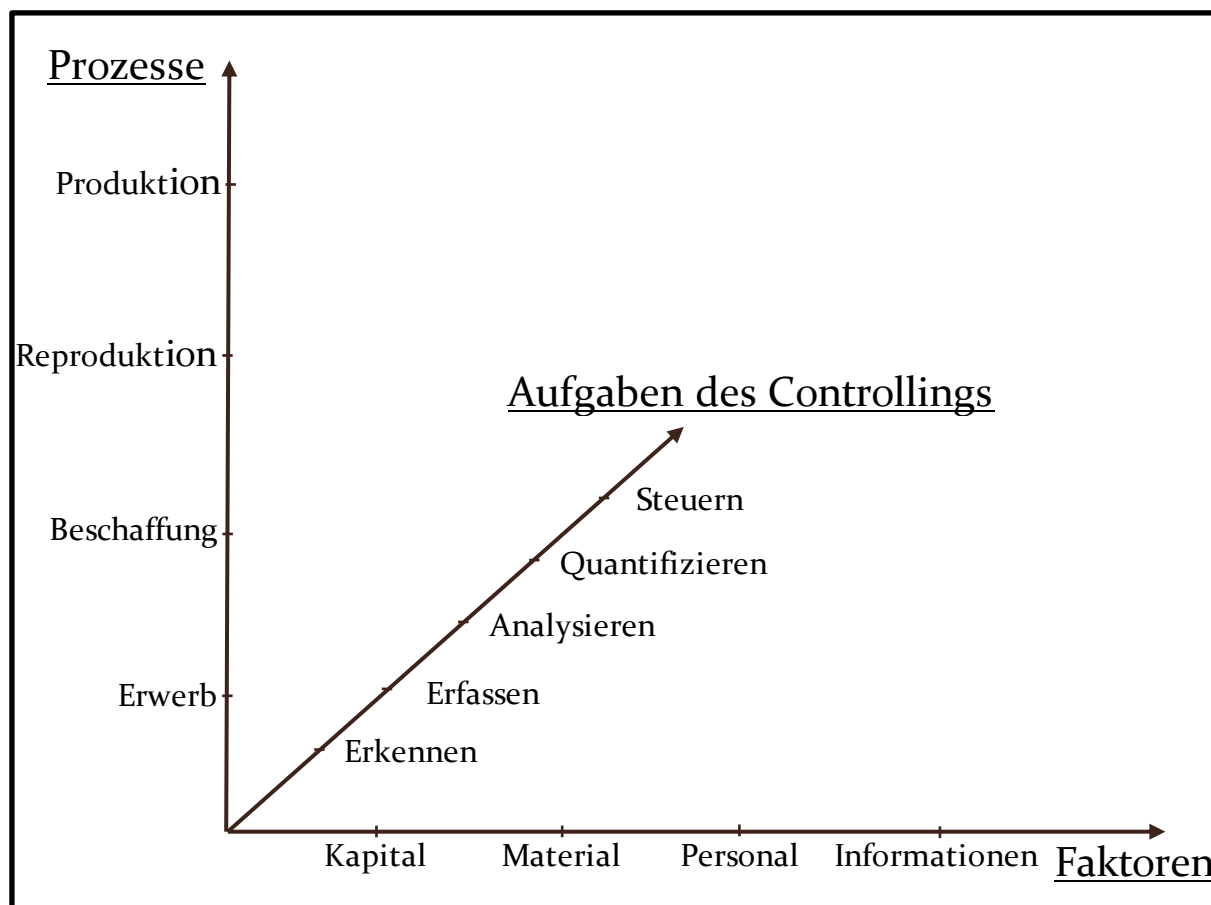 Prozesse
Produktion
Reproduktion
Aufgaben des Controllings
Steuern
Beschaffung
Quantifizieren
Analysieren
Erfassen
Erwerb
Erkennen
Kapital
Material
Personal
Informationen
Faktoren